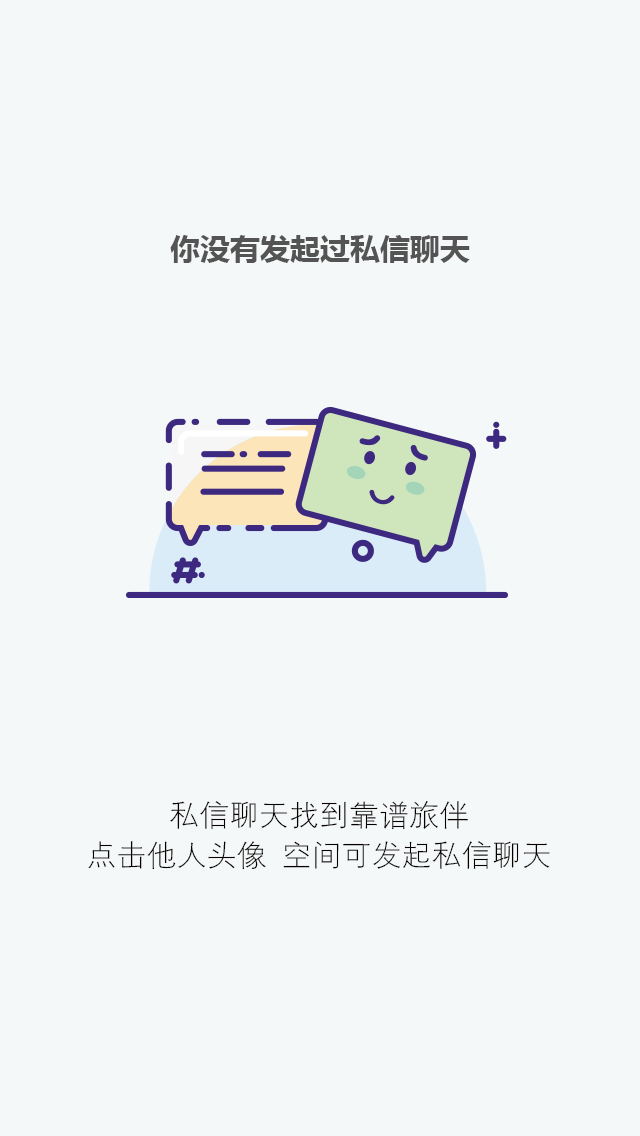 你没有发起过私信聊天
私信聊天找到靠谱旅伴
点击他人头像 空间可发起私信聊天